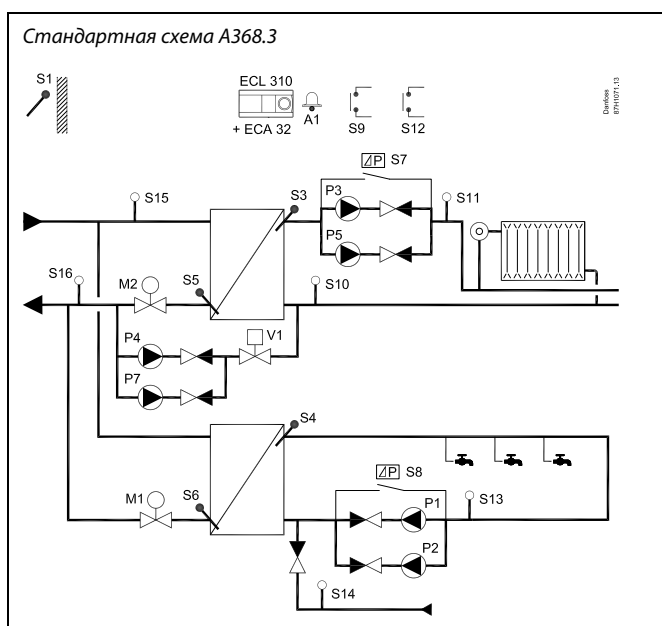 Стандартная схема A368.3
S1
ECL 310
+ ECA 32
A1
S9
S12
Danfoss
87H1071.13
⊿P S7
P3
P5
S3
S11
S15
S16
M2
S5
S10
P4
V1
P7
S4
⊿P S8
M1
S6
P1
S13
P2
S14